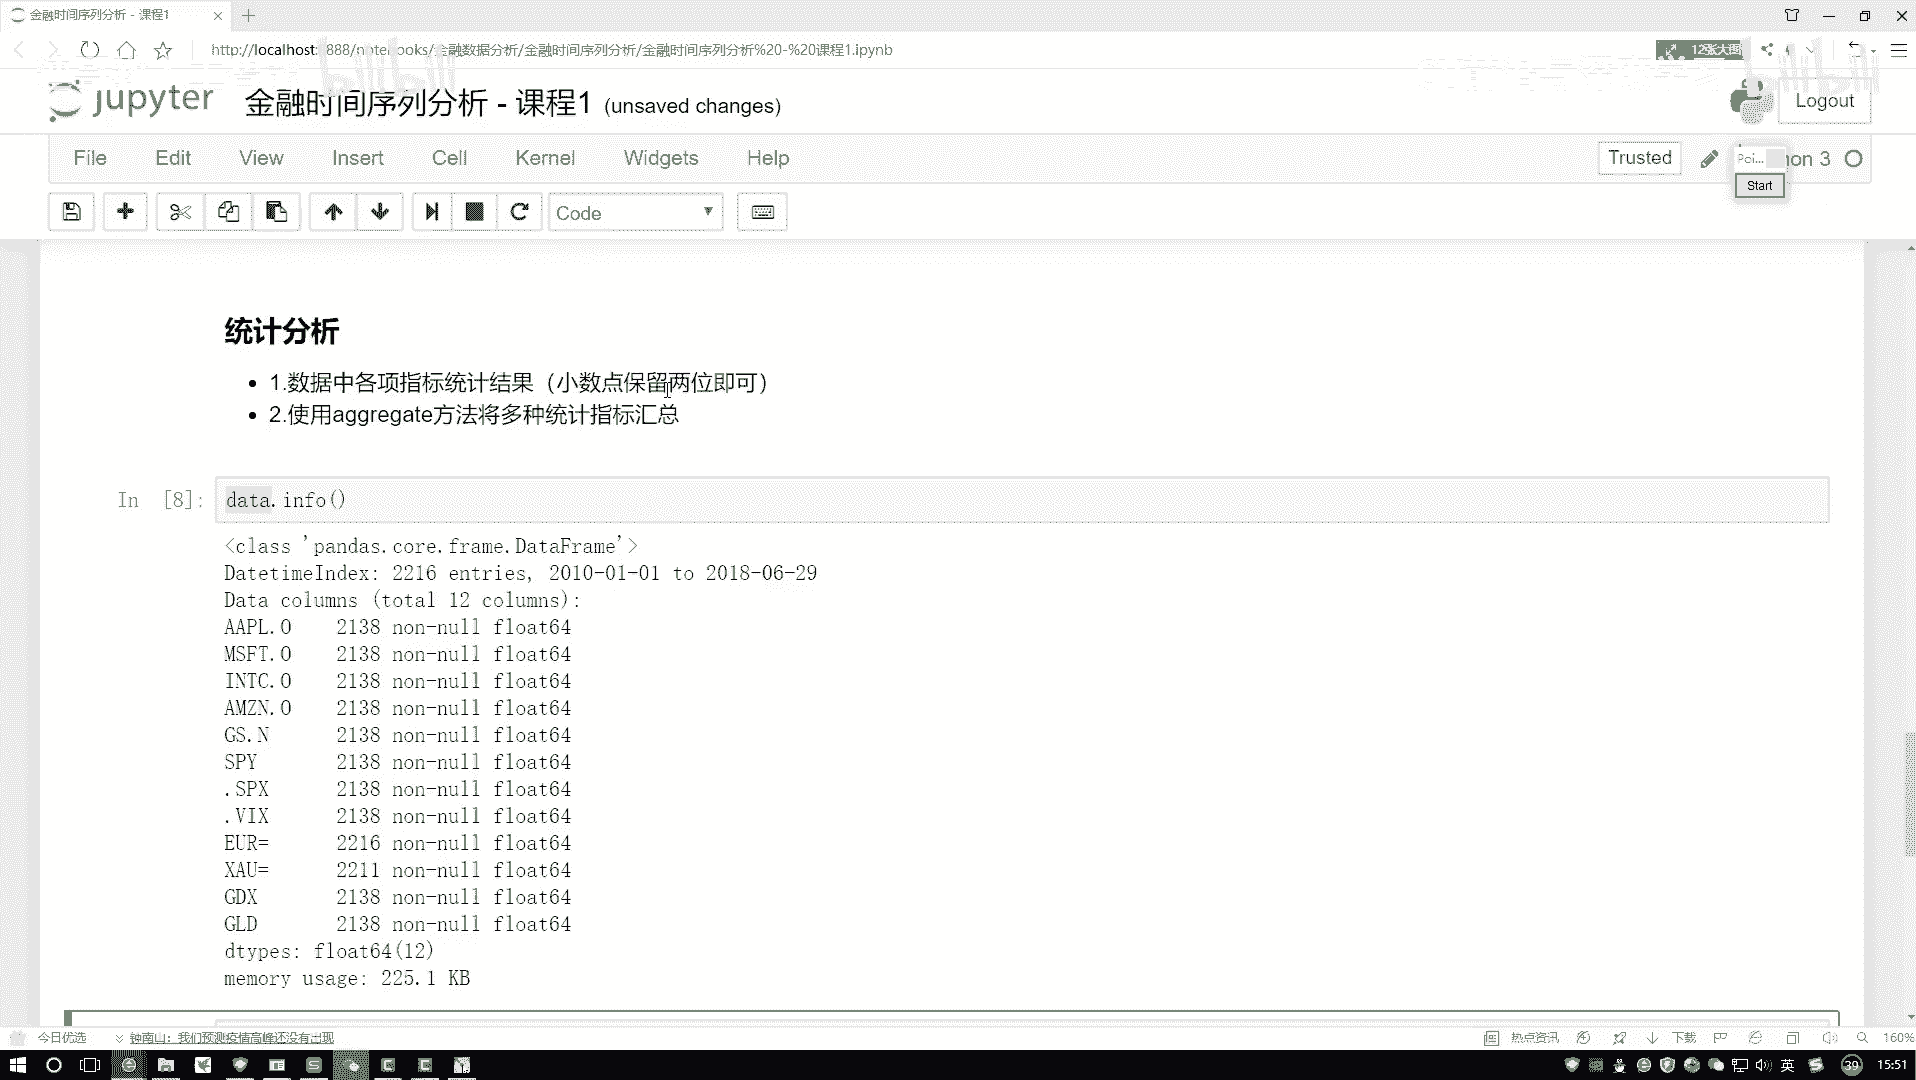 金融时间序列分析 - 课程1
http://localhost:8888/notebooks/金融数据分析/金融时间序列分析/金融时间序列分析%20-%20课程1.ipynb
12张大图
jupyter 金融时间序列分析 - 课程1 (unsaved changes)
Logout
File Edit View Insert Cell Kernel Widgets Help
Trusted
Poi... hon 3
Start
Code
统计分析
1.数据中各项指标统计结果（小数点保留两位即可）
2.使用aggregate方法将多种统计指标汇总
In [8]: data.info()
<class 'pandas.core.frame.DataFrame'>
DatetimeIndex: 2216 entries, 2010-01-01 to 2018-06-29
Data columns (total 12 columns):
AAPL.O 2138 non-null float64
MSFT.O 2138 non-null float64
INTC.O 2138 non-null float64
AMZN.O 2138 non-null float64
GS.N 2138 non-null float64
SPY 2138 non-null float64
.SPX 2138 non-null float64
.VIX 2138 non-null float64
EUR= 2216 non-null float64
XAU= 2211 non-null float64
GDX 2138 non-null float64
GLD 2138 non-null float64
dtypes: float64(12)
memory usage: 225.1 KB
今日优选 钟南山：我们预测疫情高峰还没有出现
热点资讯 下载 160%
英 39 15:51